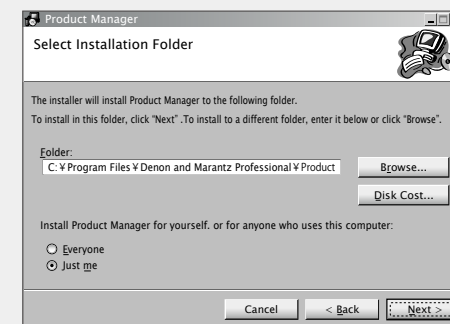 Product Manager
Select Installation Folder
The installer will install Product Manager to the following folder.
To install in this folder, click "Next" .To install to a different folder, enter it below or click "Browse".
Folder:
C:¥Program Files¥Denon and Marantz Professional¥Product
Browse...
Disk Cost...
Install Product Manager for yourself. or for anyone who uses this computer:
Everyone
Just me
Cancel
< Back
Next >